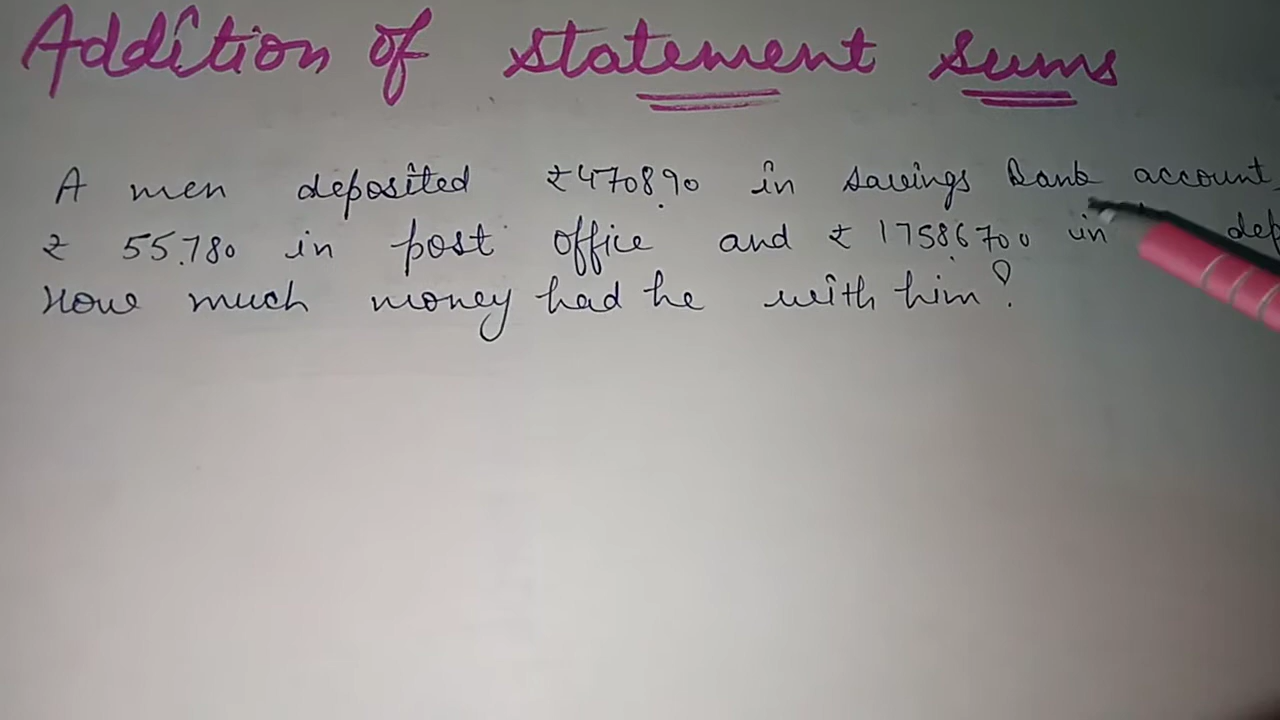 Addition of statement sums
A men deposited ₹470890 in savings Bank account.
₹ 55780 in post office and ₹ 17586700 in
How much money had he with him?